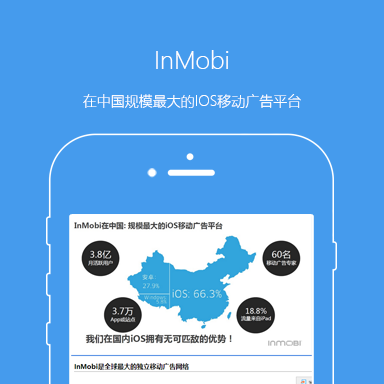 InMobi
在中国规模最大的IOS移动广告平台
InMobi在中国: 规模最大的iOS移动广告平台
3.8亿
月活跃用户
60名
移动广告专家
安卓
27.9%
Windows
5.8%
iOS: 66.3%
3.7万
App或站点
18.8%
流量来自iPad
我们在国内iOS拥有无可匹敌的优势！
INMOBI
InMobi是全球最大的独立移动广告网络